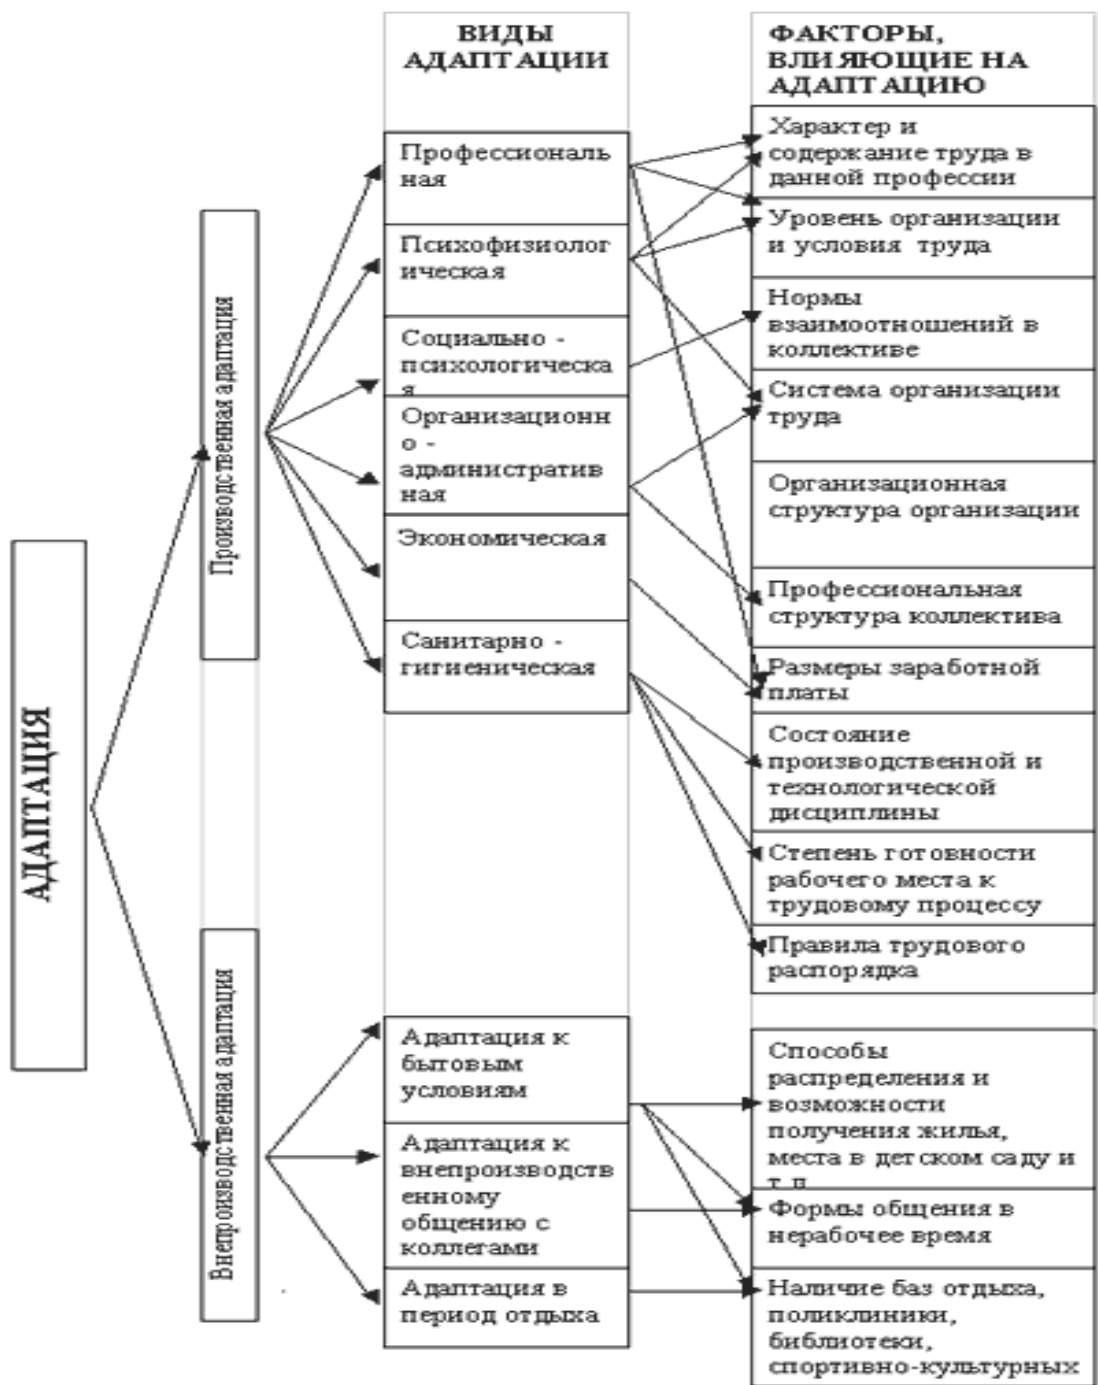 АДАПТАЦИЯ
Производственная адаптация
Внепроизводственная адаптация
ВИДЫ
АДАПТАЦИИ
Профессиональ
ная
Психофизиолог
ическая
Социально -
психологическа
я
Организационн
о -
административ
ная
Экономическая
Санитарно -
гигиеническая
Адаптация к
бытовым
условиям
Адаптация к
внепроизводств
енному
общению с
коллегами
Адаптация в
период отдыха
ФАКТОРЫ,
ВЛИЯЮЩИЕ НА
АДАПТАЦИЮ
Характер и
содержание труда в
данной профессии
Уровень организации
и условия труда
Нормы
взаимоотношений в
коллективе
Система организации
труда
Организационная
структура организации
Профессиональная
структура коллектива
Размеры заработной
платы
Состояние
производственной и
технологической
дисциплины
Степень готовности
рабочего места к
трудовому процессу
Правила трудового
распорядка
Способы
распределения и
возможности
получения жилья,
места в детском саду и
т.п.
Формы общения в
нерабочее время
Наличие баз отдыха,
поликлиники,
библиотеки,
спортивно-культурных